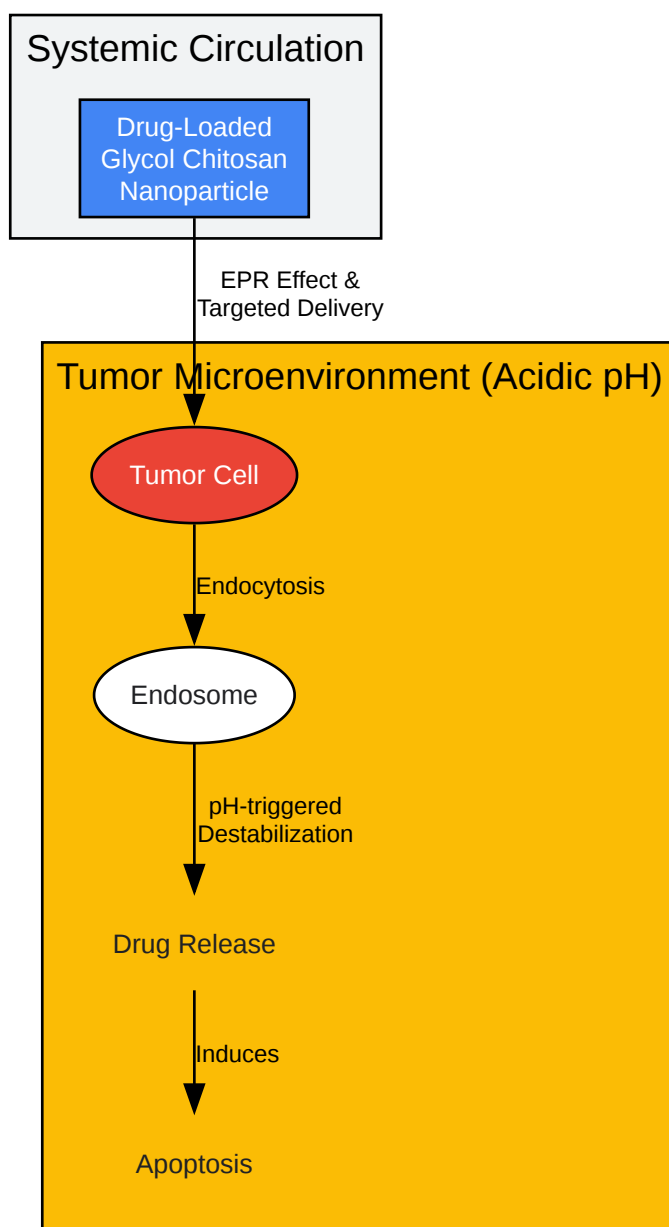 Systemic Circulation
Drug-Loaded
Glycol Chitosan
Nanoparticle
EPR Effect &
Targeted Delivery
Tumor Microenvironment (Acidic pH)
Tumor Cell
Endocytosis
Endosome
pH-triggered
Destabilization
Drug Release
Induces
Apoptosis